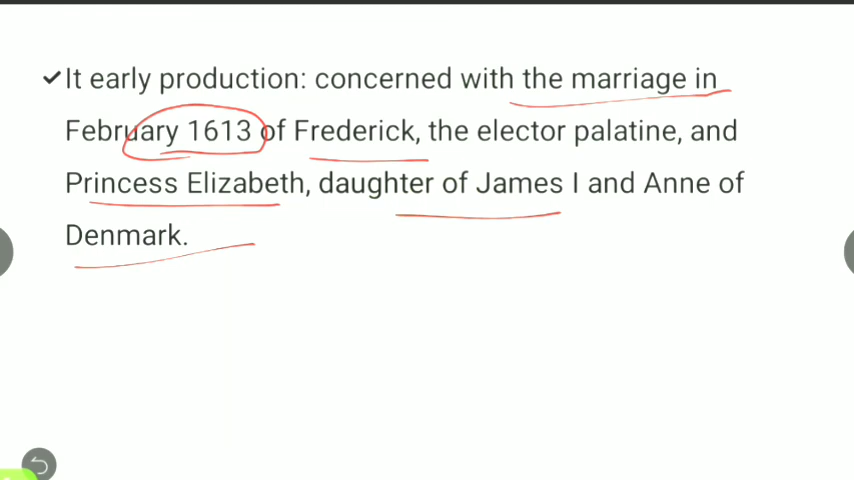 ✔It early production: concerned with the marriage in
February 1613 of Frederick, the elector palatine, and
Princess Elizabeth, daughter of James I and Anne of
Denmark.